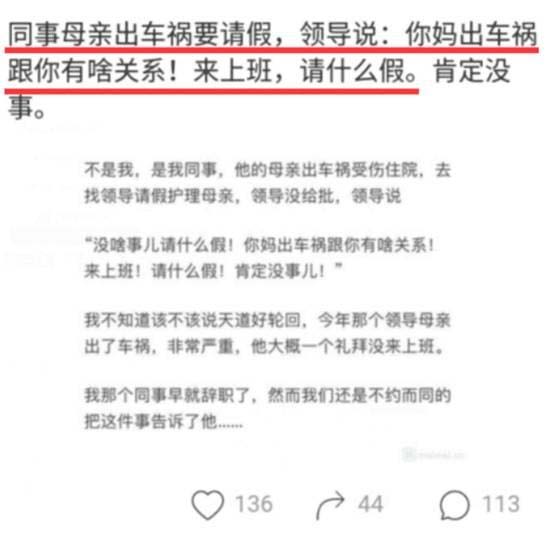 同事母亲出车祸要请假，领导说：你妈出车祸
跟你有啥关系！来上班，请什么假。肯定没
事。
不是我，是我同事，他的母亲出车祸受伤住院，去
找领导请假护理母亲，领导没给批，领导说
“没啥事儿请什么假！你妈出车祸跟你有啥关系！
来上班！请什么假！肯定没事儿！”
我不知道该不该说天道好轮回，今年那个领导母亲
出了车祸，非常严重，他大概一个礼拜没来上班。
我那个同事早就辞职了，然而我们还是不约而同的
把这件事告诉了他......
136 44 113